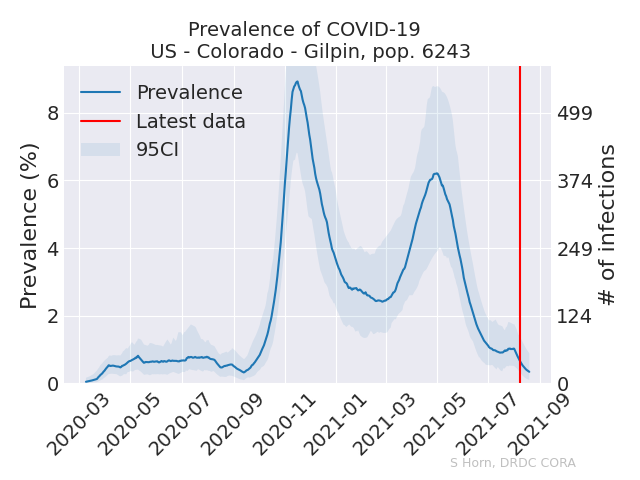 Prevalence of COVID-19
US - Colorado - Gilpin, pop. 6243
Prevalence
Latest data
95CI
Prevalence (%)
8
6
4
2
0
# of infections
499
374
249
124
0
2020-03
2020-05
2020-07
2020-09
2020-11
2021-01
2021-03
2021-05
2021-07
2021-09
S Horn, DRDC CORA